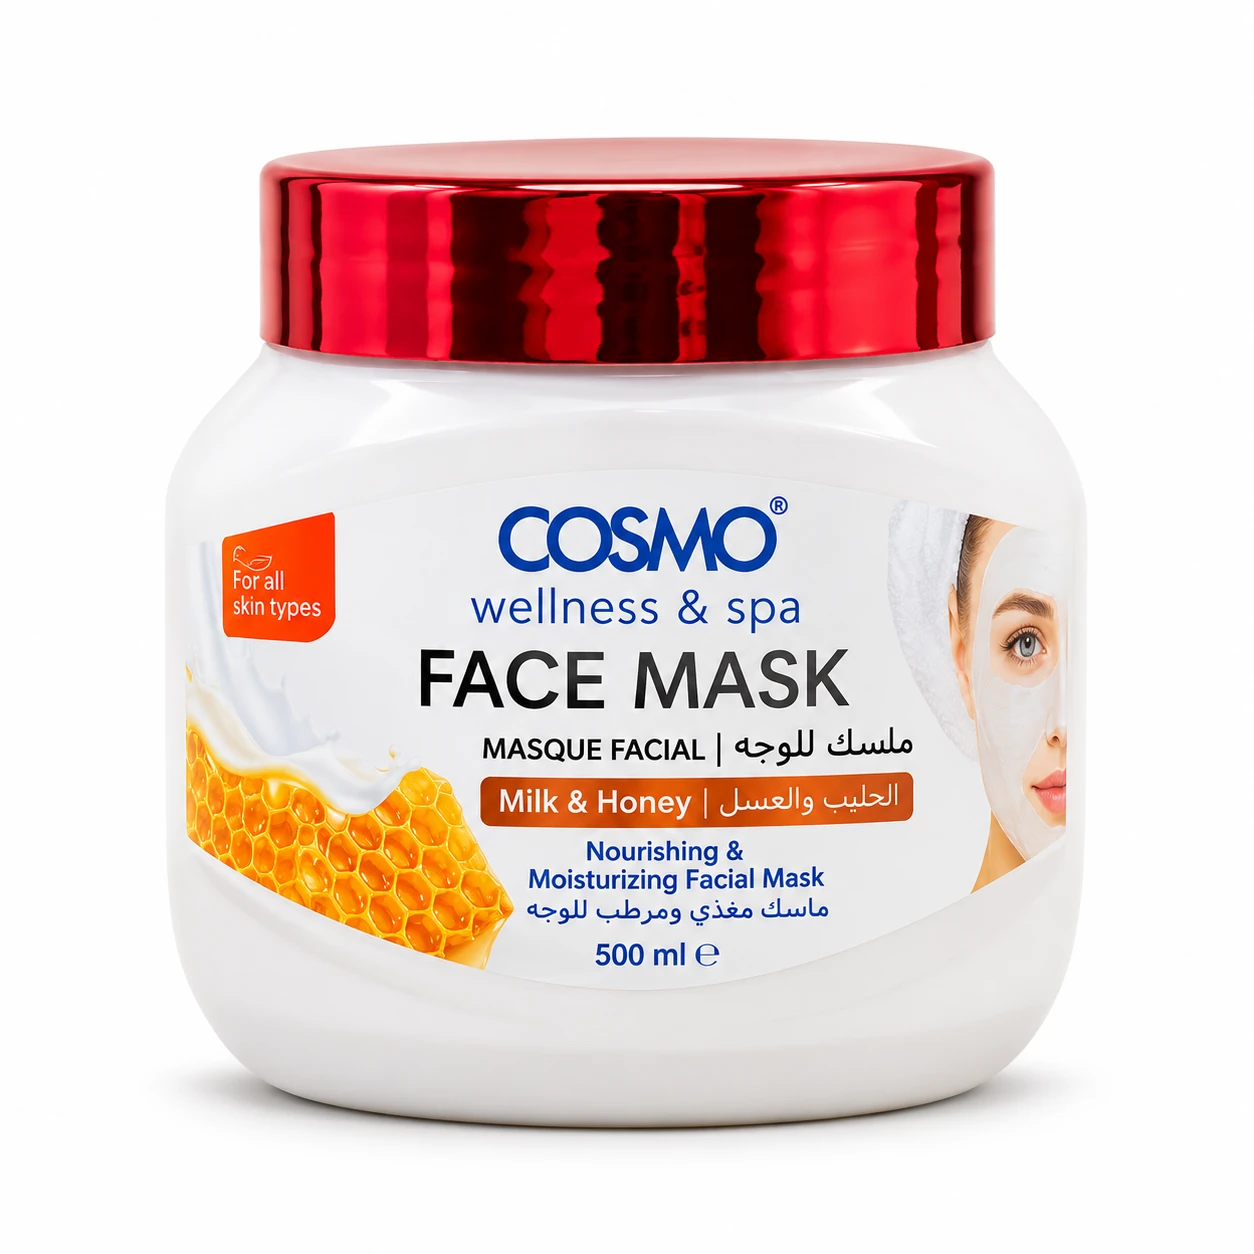 COSMO®
wellness & spa
FACE MASK
MASQUE FACIAL | ملسك للوجه
Milk & Honey | الحليب والعسل
Nourishing &
Moisturizing Facial Mask
ماسك مغذي ومرطب للوجه
500 ml ℮
For all
skin types